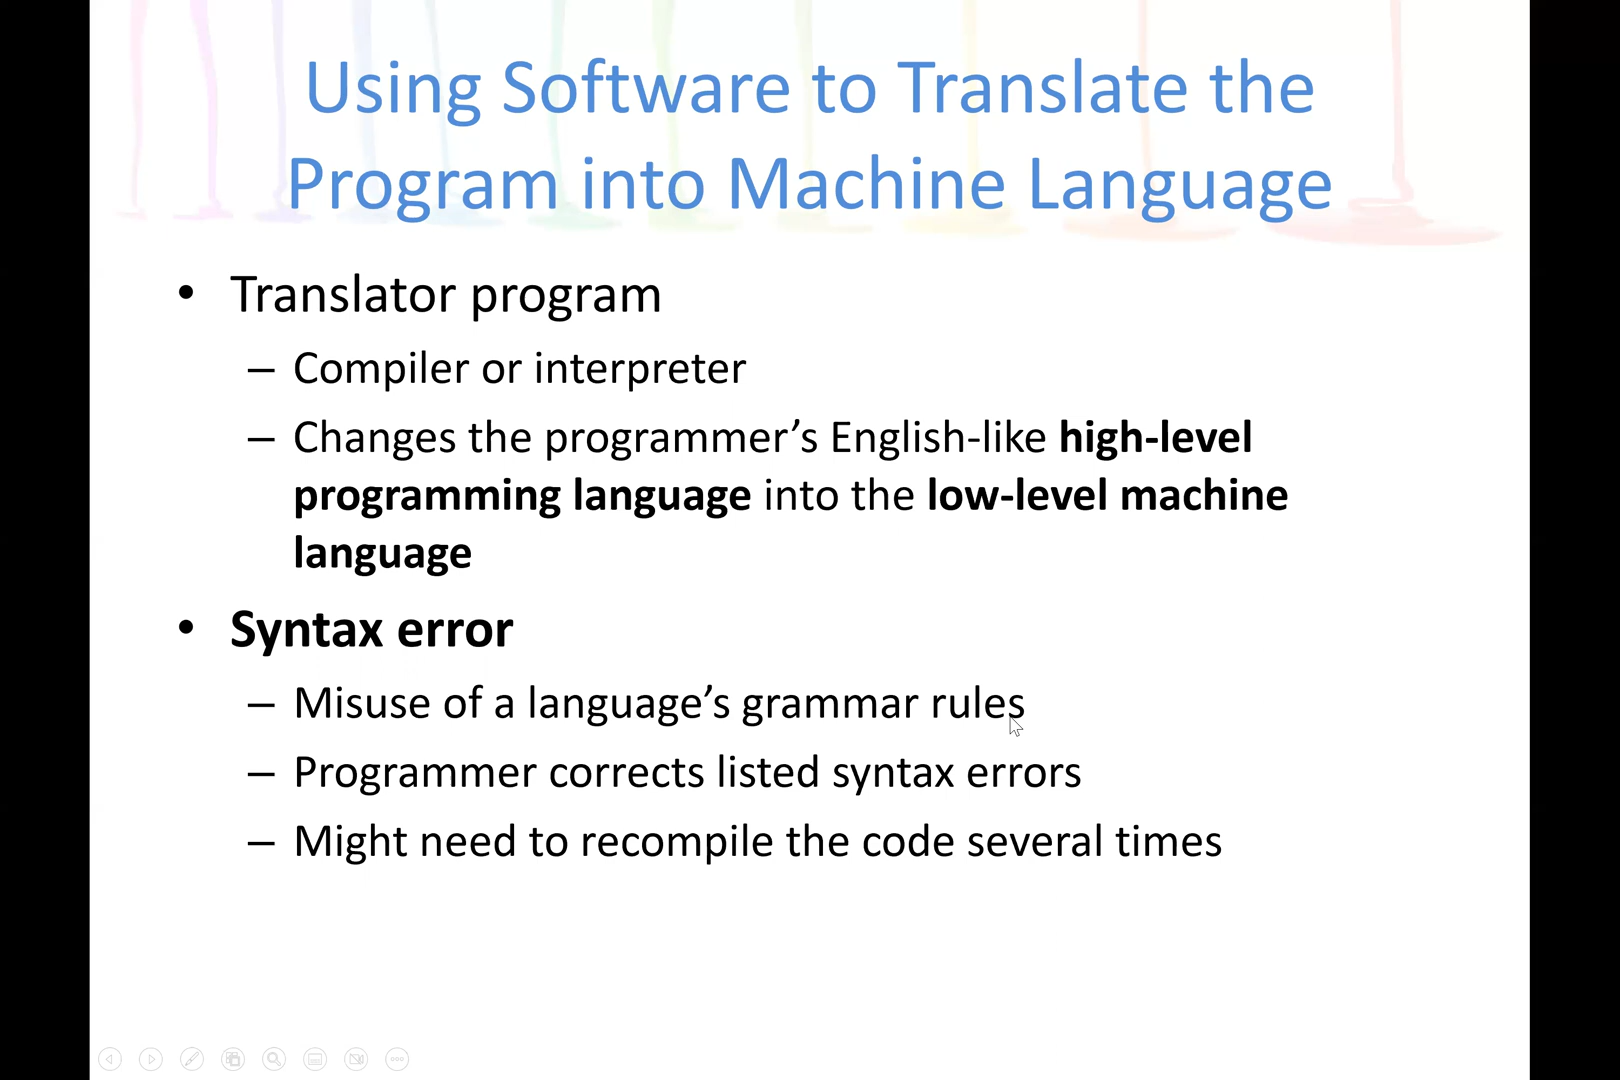 Using Software to Translate the
Program into Machine Language
• Translator program
– Compiler or interpreter
– Changes the programmer’s English-like high-level
programming language into the low-level machine
language
• Syntax error
– Misuse of a language’s grammar rules
– Programmer corrects listed syntax errors
– Might need to recompile the code several times